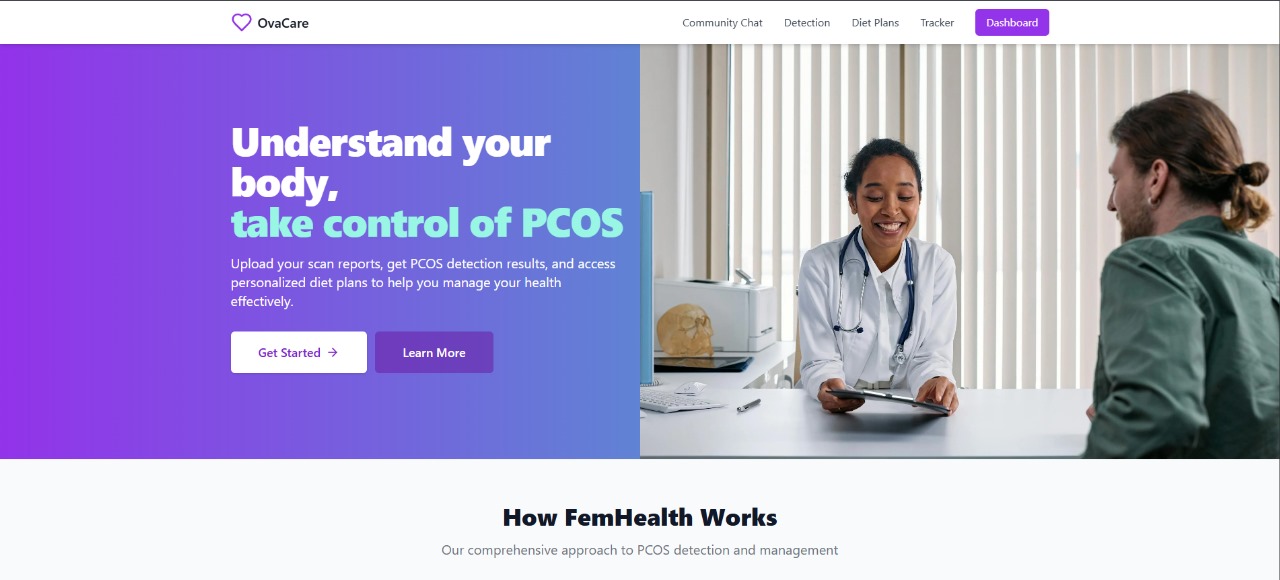 OvaCare
Community Chat
Detection
Diet Plans
Tracker
Dashboard
Understand your
body,
take control of PCOS
Upload your scan reports, get PCOS detection results, and access
personalized diet plans to help you manage your health
effectively.
Get Started →
Learn More
How FemHealth Works
Our comprehensive approach to PCOS detection and management